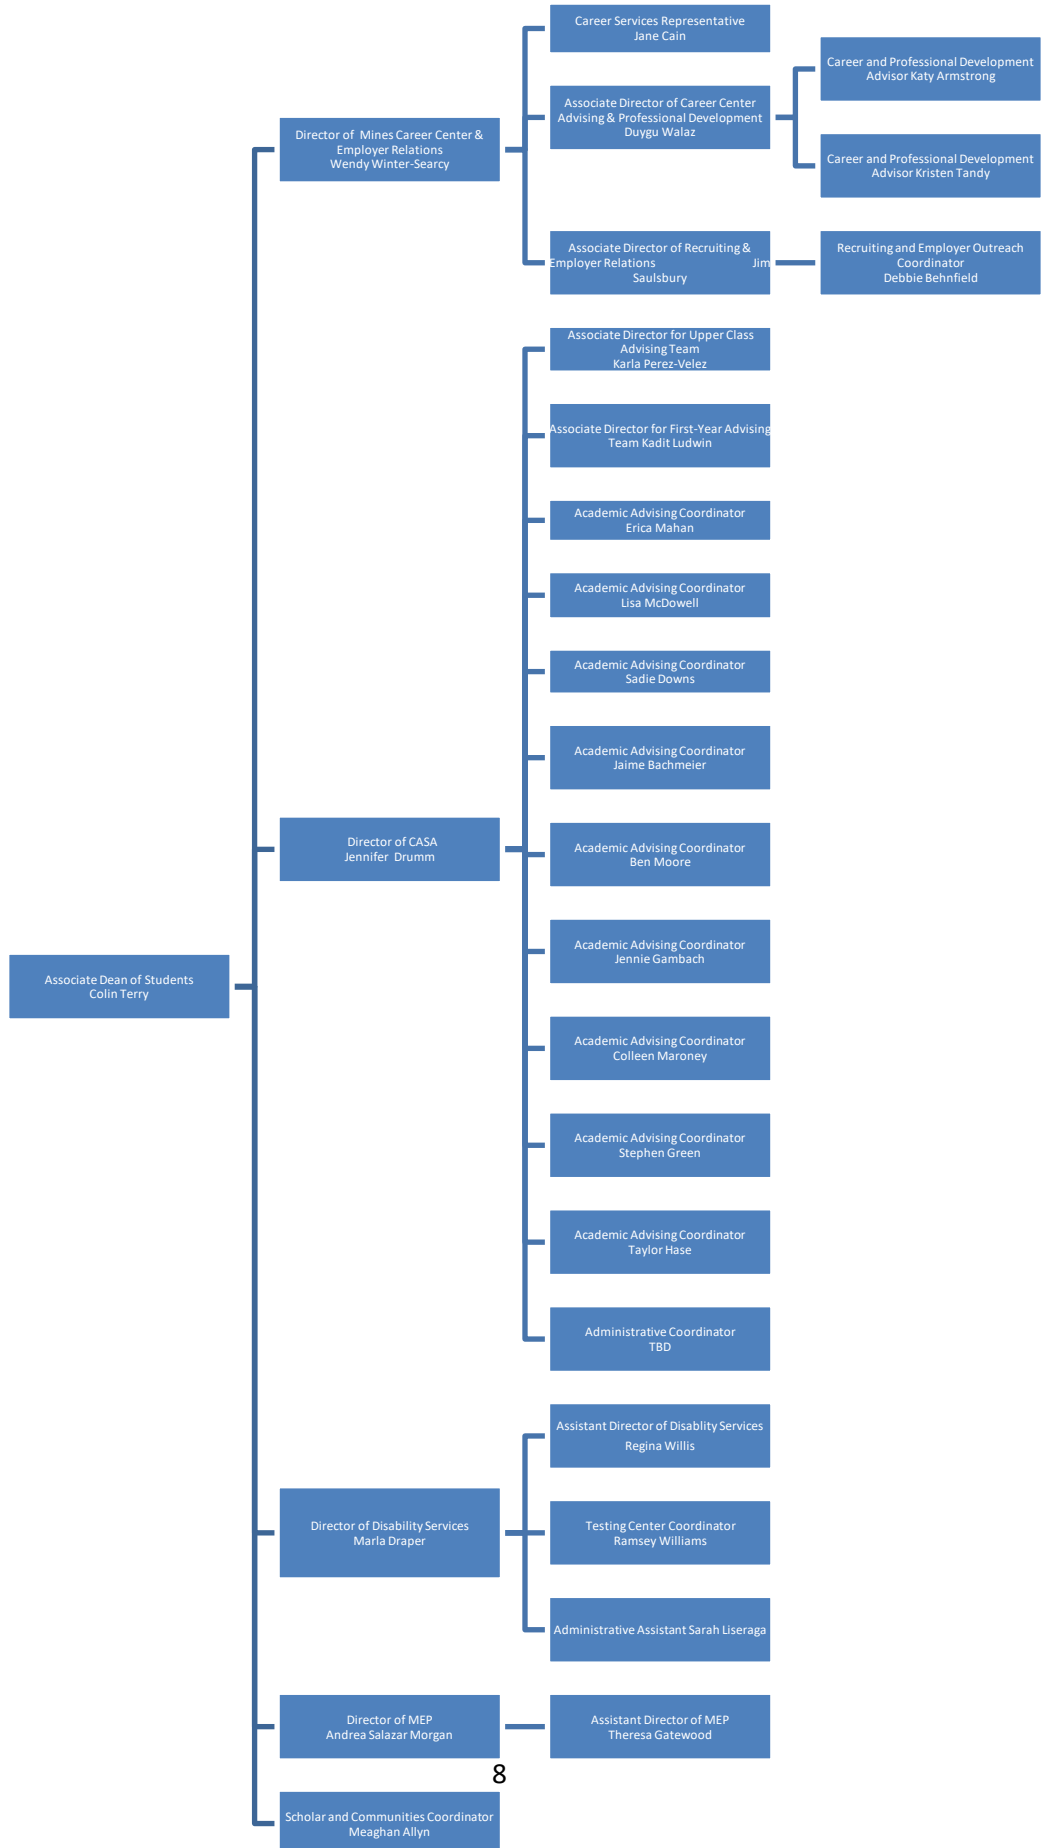 Career Services Representative
Jane Cain
Career and Professional Development
Advisor Katy Armstrong
Associate Director of Career Center
Advising & Professional Development
Duygu Walaz
Director of Mines Career Center &
Employer Relations
Wendy Winter-Searcy
Career and Professional Development
Advisor Kristen Tandy
Associate Director of Recruiting &
Employer Relations Jim
Saulsbury
Recruiting and Employer Outreach
Coordinator
Debbie Behnfield
Associate Director for Upper Class
Advising Team
Karla Perez-Velez
Associate Director for First-Year Advising
Team Kadit Ludwin
Academic Advising Coordinator
Erica Mahan
Academic Advising Coordinator
Lisa McDowell
Academic Advising Coordinator
Sadie Downs
Academic Advising Coordinator
Jaime Bachmeier
Director of CASA
Jennifer Drumm
Academic Advising Coordinator
Ben Moore
Academic Advising Coordinator
Jennie Gambach
Associate Dean of Students
Colin Terry
Academic Advising Coordinator
Colleen Maroney
Academic Advising Coordinator
Stephen Green
Academic Advising Coordinator
Taylor Hase
Administrative Coordinator
TBD
Assistant Director of Disablity Services
Regina Willis
Director of Disability Services
Marla Draper
Testing Center Coordinator
Ramsey Williams
Administrative Assistant Sarah Liseraga
Director of MEP
Andrea Salazar Morgan
Assistant Director of MEP
Theresa Gatewood
8
Scholar and Communities Coordinator
Meaghan Allyn